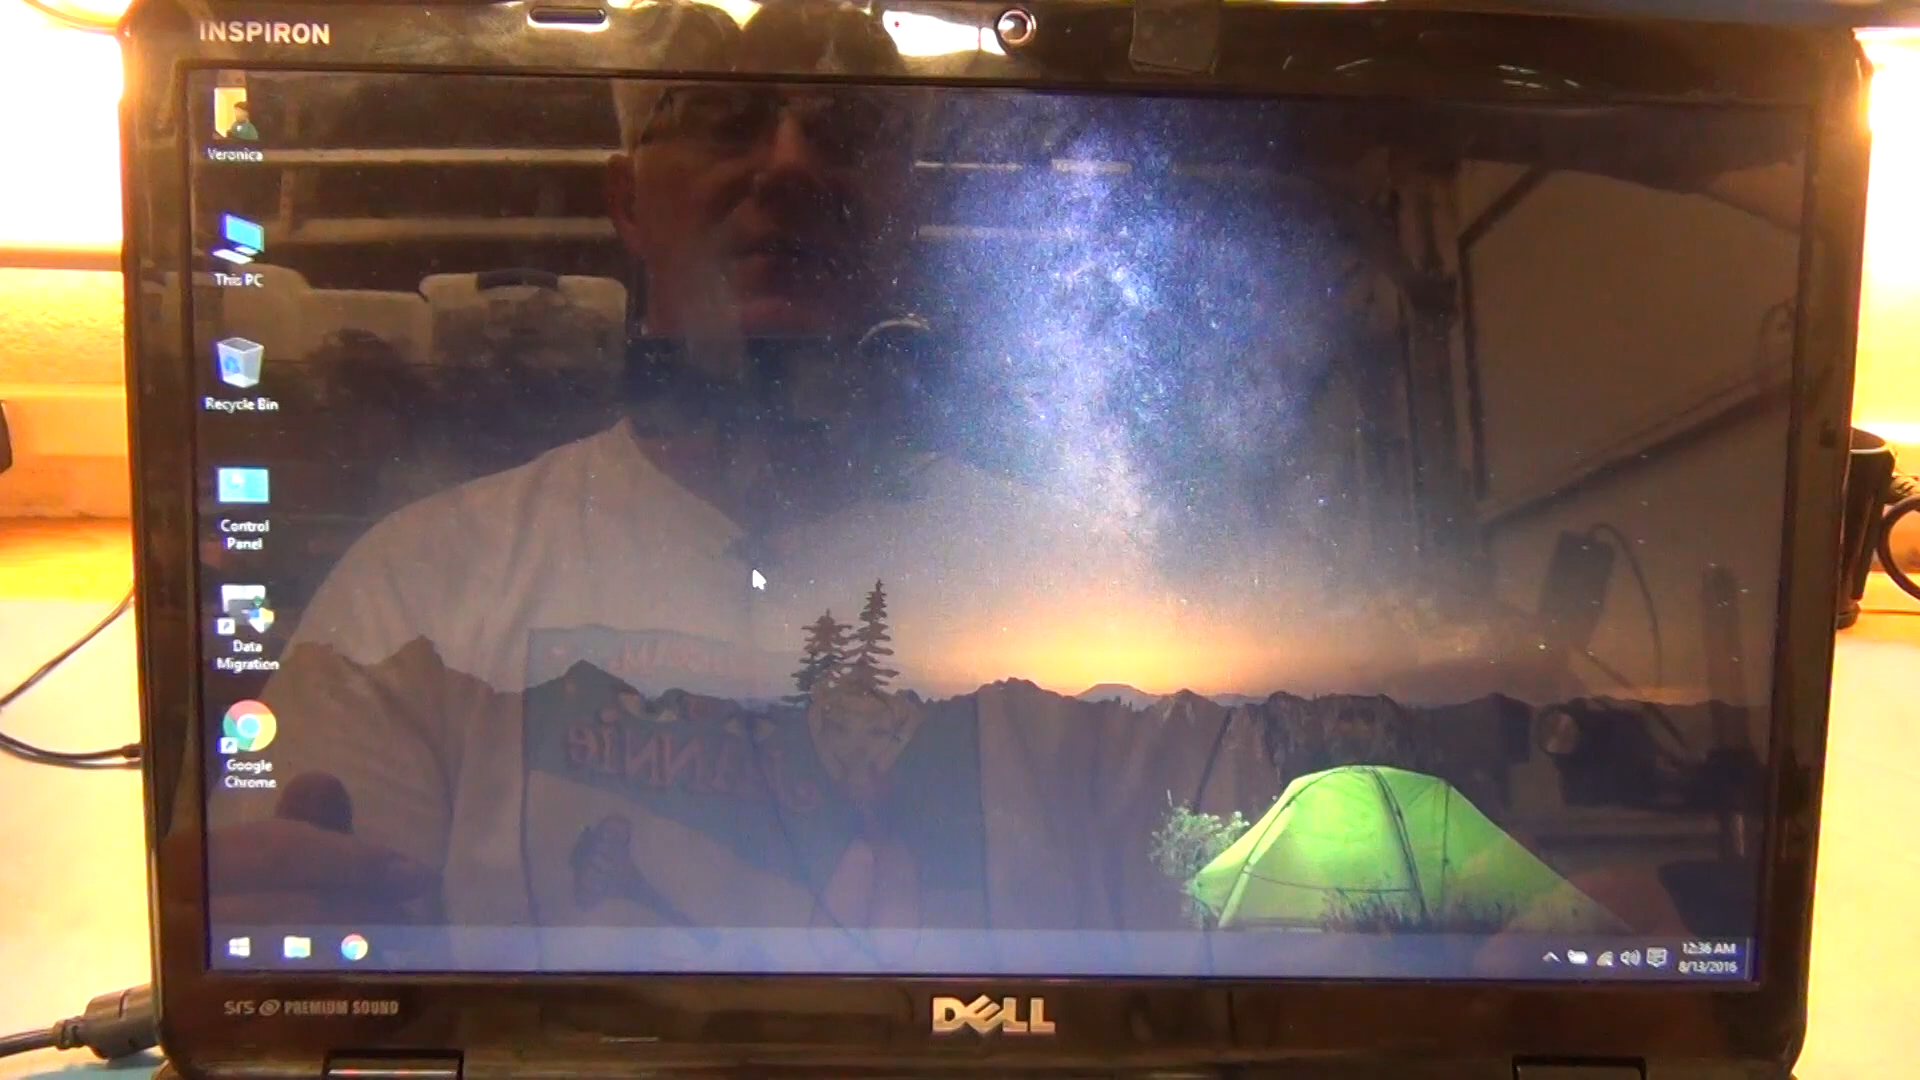 INSPIRON
Veronica
This PC
Recycle Bin
Control
Panel
Data
Migration
Google
Chrome
12:36 AM
8/13/2016
SRS PREMIUM SOUND
DELL